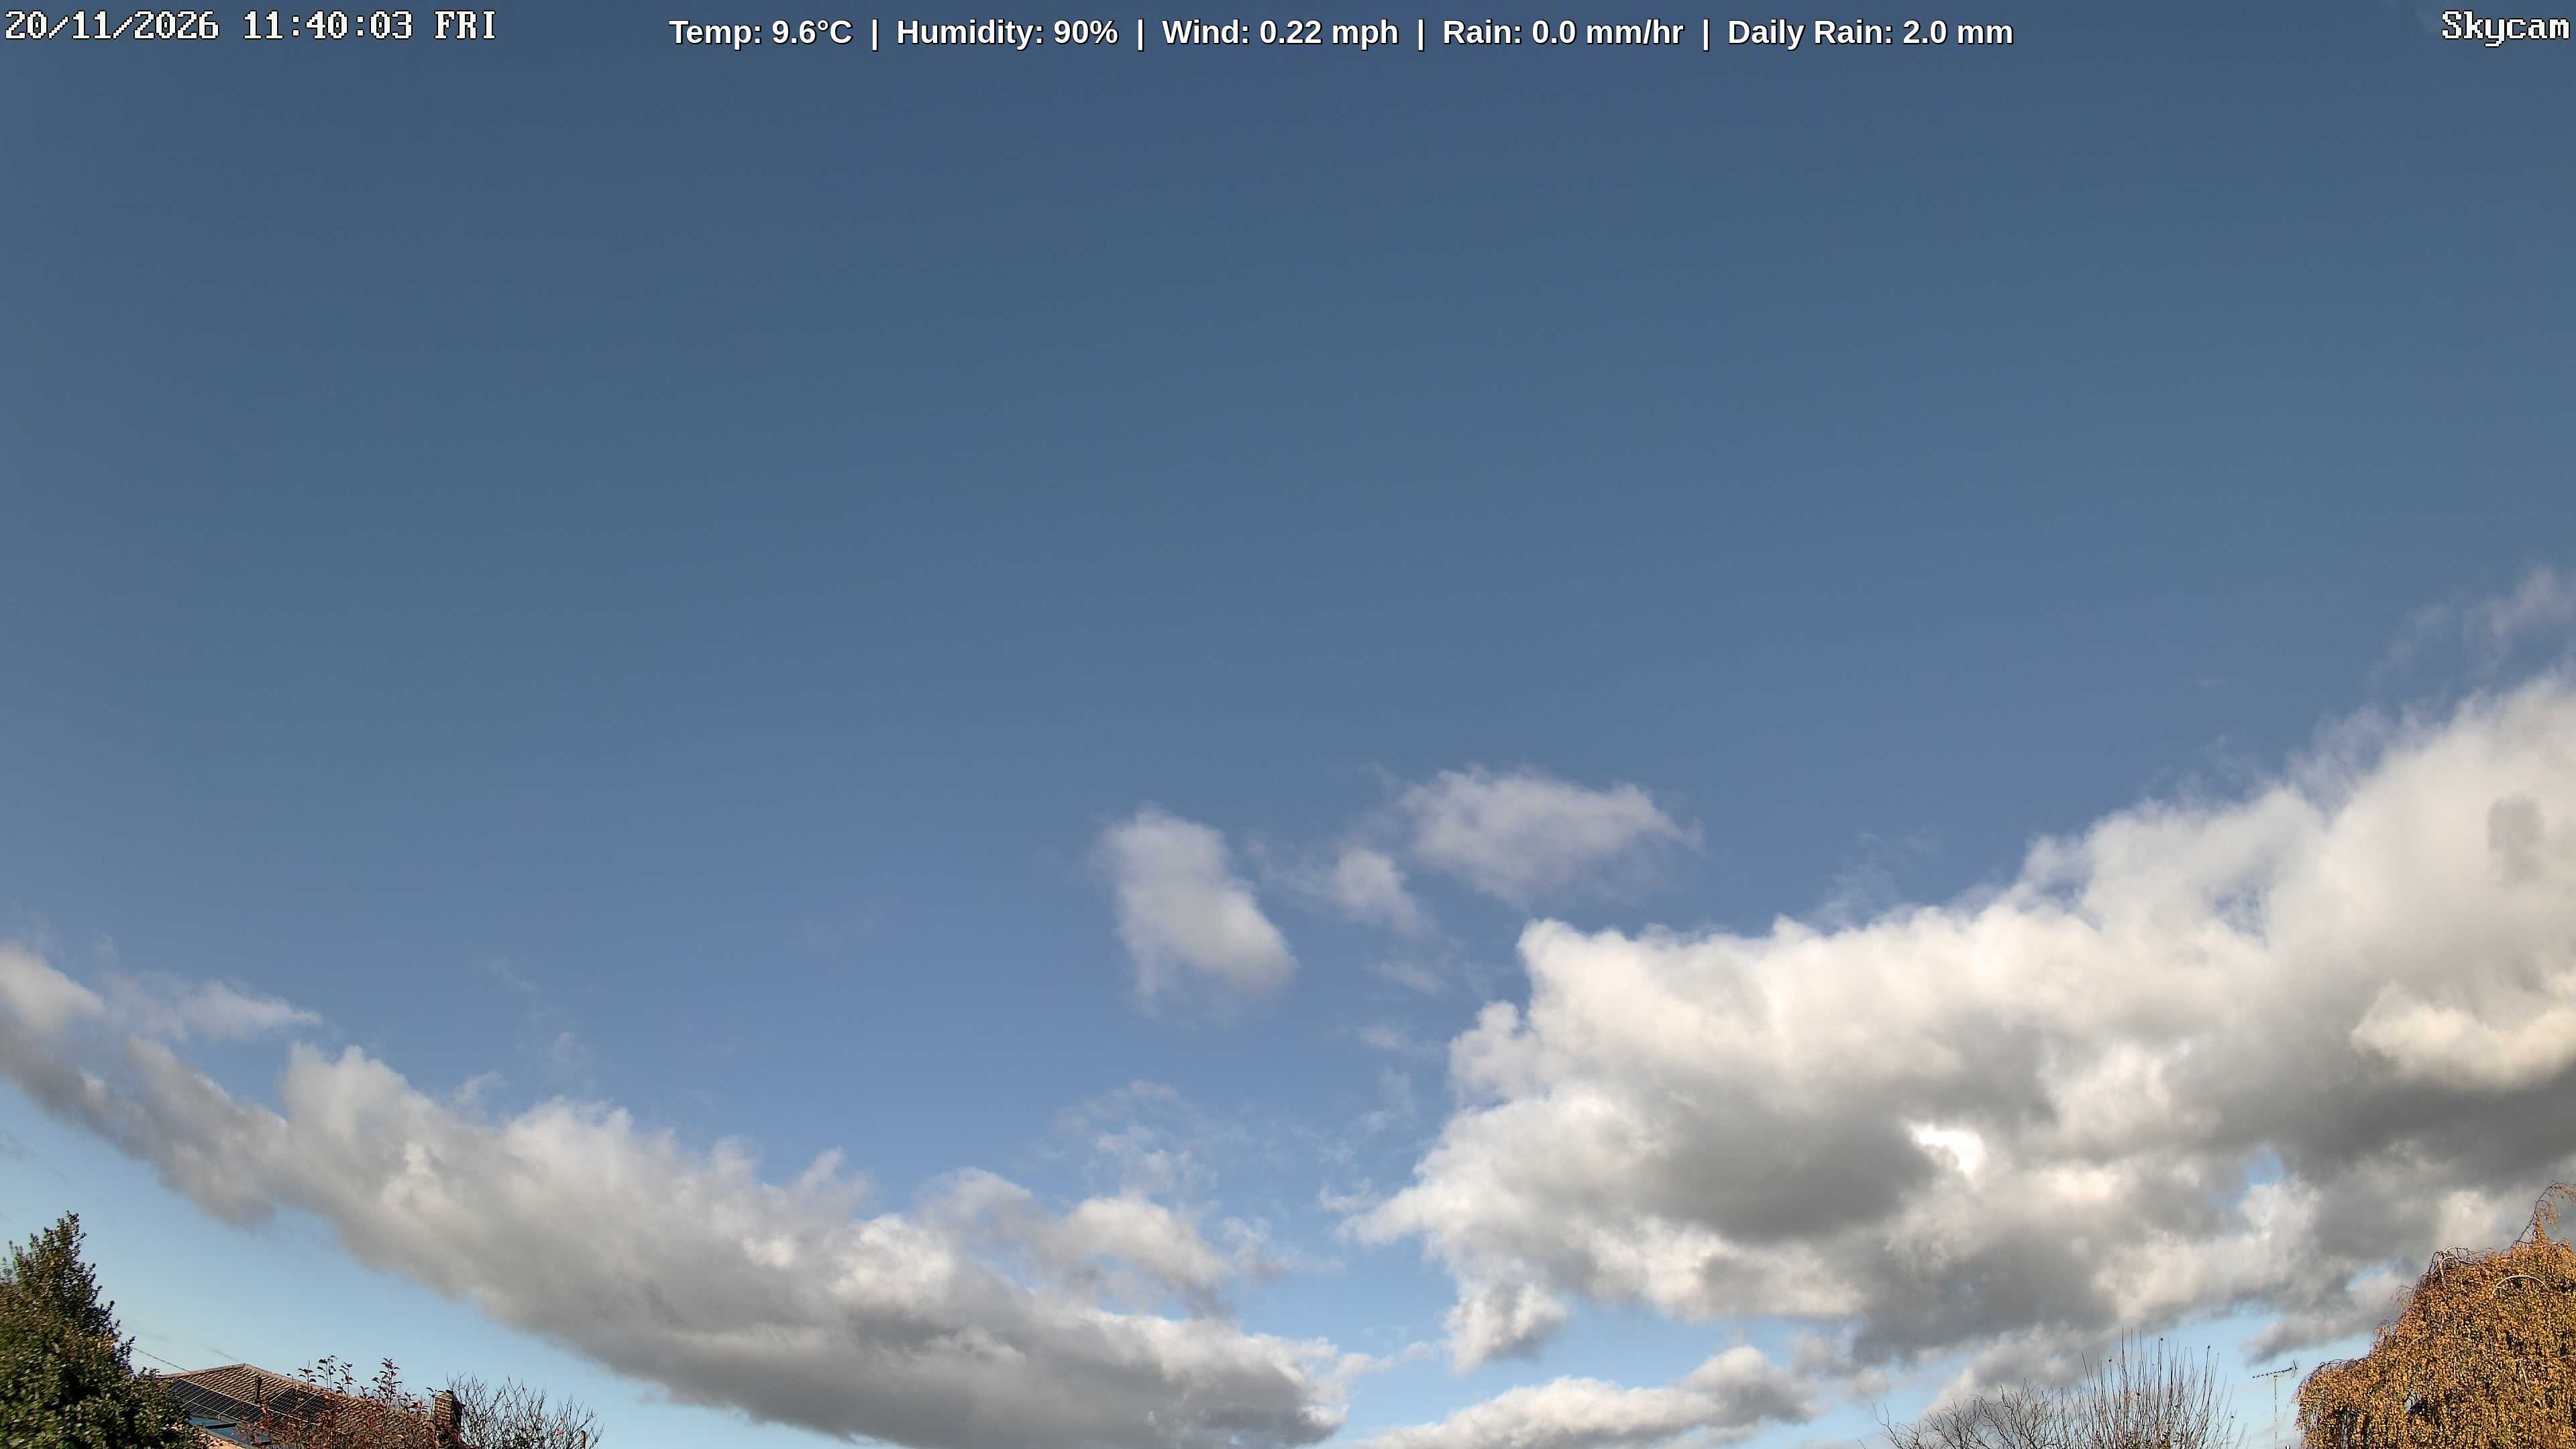 20/11/2026 11:40:03 FRI
Temp: 9.6°C | Humidity: 90% | Wind: 0.22 mph | Rain: 0.0 mm/hr | Daily Rain: 2.0 mm
Skycam